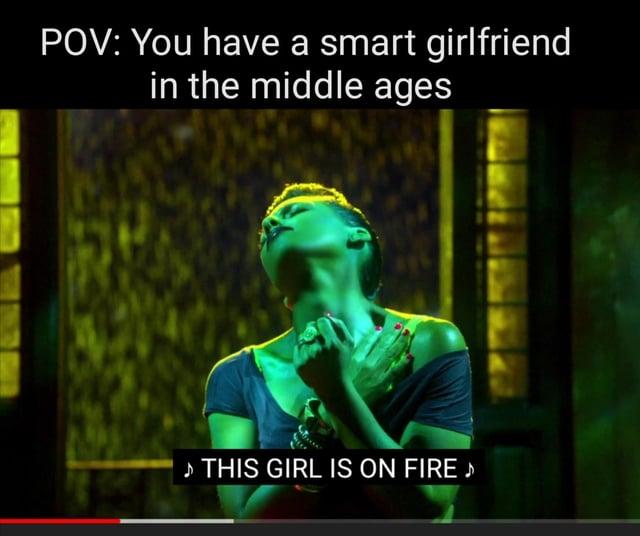 POV: You have a smart girlfriend
in the middle ages
♪ THIS GIRL IS ON FIRE ♪